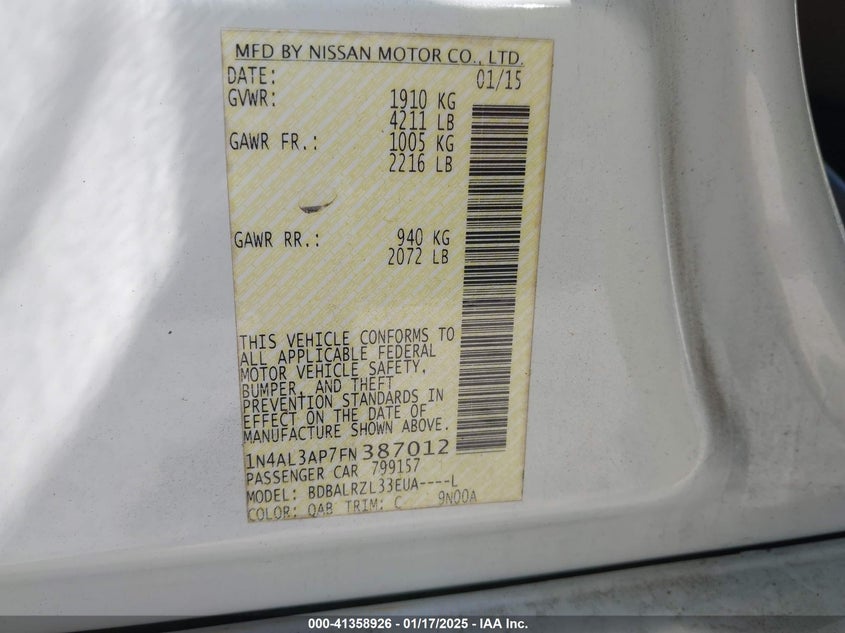 MFD BY NISSAN MOTOR CO., LTD.
DATE: 01/15
GVWR: 1910 KG
4211 LB
GAWR FR.: 1005 KG
2216 LB
GAWR RR.: 940 KG
2072 LB
THIS VEHICLE CONFORMS TO
ALL APPLICABLE FEDERAL
MOTOR VEHICLE SAFETY,
BUMPER, AND THEFT
PREVENTION STANDARDS IN
EFFECT ON THE DATE OF
MANUFACTURE SHOWN ABOVE.
1N4AL3AP7FN387012
PASSENGER CAR 799157
MODEL: BDBALRZL33EUA----L
COLOR: QAB TRIM: C 9N00A
000-41358926 - 01/17/2025 - IAA Inc.